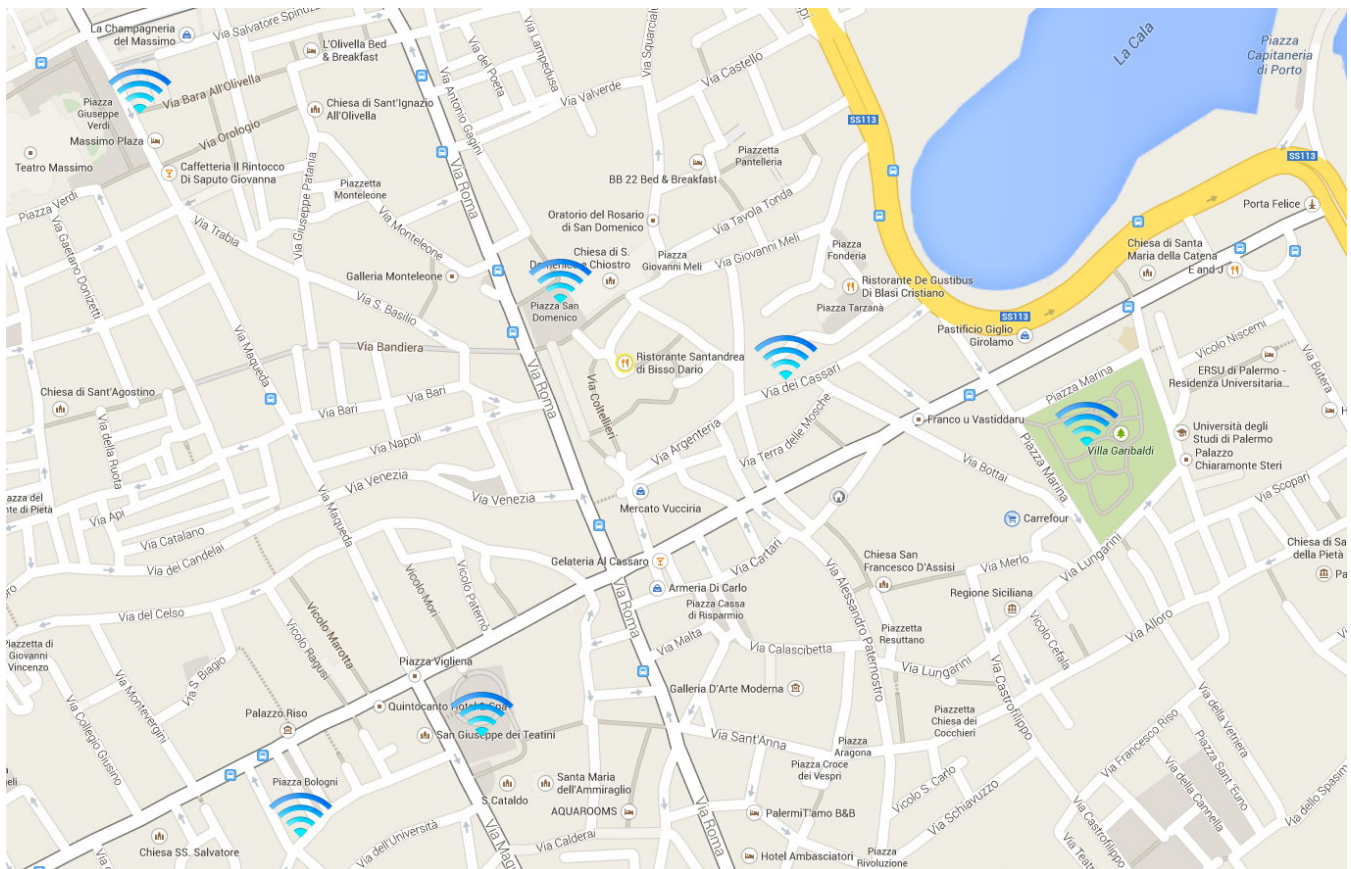 La Champagneria
del Massimo
Via Salvatore Spinuzza
L'Olivella Bed
& Breakfast
Via del Poeta
Via Lampedusa
Via Squarcialupo
La Cala
Piazza
Capitaneria
di Porto
Via Castello
Piazza
Giuseppe
Verdi
Via Bara All'Olivella
Chiesa di Sant'Ignazio
All'Olivella
Via Antonio Gagini
Via Valverde
SS113
Massimo Plaza
Via Orologio
Teatro Massimo
Caffetteria Il Rintocco
Di Saputo Giovanna
Via Roma
Piazzetta
Pantelleria
SS113
BB 22 Bed & Breakfast
Piazzetta
Monteleone
Via Giuseppe Patania
Piazza Verdi
Via Trabia
Via Monteleone
Oratorio del Rosario
di San Domenico
Via Tavola Tonda
Porta Felice
Via Gaetano Donizetti
Galleria Monteleone
Chiesa di S.
Domenico e Chiostro
Piazza
Giovanni Meli
Via Giovanni Meli
Piazza
Fonderia
Chiesa di Santa
Maria della Catena
E and J
Ristorante De Gustibus
Di Blasi Cristiano
Piazza San
Domenico
Piazza Tarzanà
SS113
Via S. Basilio
Pastificio Giglio
Girolamo
Via Bandiera
Ristorante Santandrea
di Bisso Dario
Vicolo Niscemi
Via Butera
Via Maqueda
Via Roma
Via dei Cassari
Piazza Marina
ERSU di Palermo -
Residenza Universitaria...
Chiesa di Sant'Agostino
Via Bari
Via Bari
Via Coltellieri
Via Terra delle Mosche
Franco u Vastiddaru
Via della Ruota
Via Napoli
Via Argenteria
Piazza Marina
Villa Garibaldi
Università degli
Studi di Palermo
Palazzo
Chiaramonte Steri
Via Venezia
Via Venezia
Via Bottai
Via Scopari
Via Api
Mercato Vucciria
Carrefour
Via Catalano
Via Maqueda
Via dei Candelai
Gelateria Al Cassaro
Via Cartari
Chiesa San
Francesco D'Assisi
Via Merlo
Via Lungarini
della Pietà
Armeria Di Carlo
Via del Celso
Vicolo Marotta
Vicolo Mori
Vicolo Paternò
Via Roma
Piazza Cassa
di Risparmio
Via Alessandro Paternostro
Regione Siciliana
Piazzetta di
Giovanni
Vincenzo
Vicolo Ragusi
Via Malta
Piazzetta
Resuttano
Vicolo Cefala
Via Alloro
Via S. Biagio
Piazza Vigliena
Via Calascibetta
Via Lungarini
Galleria D'Arte Moderna
Via Montevergini
Palazzo Riso
Quintocanto Hotel & Spa
San Giuseppe dei Teatini
Via Castrofilippo
Piazzetta
Chiesa dei
Cocchieri
Via della Vetriera
Via Francesco Riso
Via Collegio Giusino
Via Sant'Anna
Piazza
Aragona
Piazza Croce
dei Vespri
Piazza Sant'Euno
Piazza Bologni
S Cataldo
Santa Maria
dell'Ammiraglio
Vicolo S. Carlo
Via della Cannella
Via dello Spasimo
AQUAROOMS
Via Roma
PalermiT'amo B&B
Via Schiavuzzo
Via dell'Università
Via Calderai
Via Castrofilippo
Chiesa SS. Salvatore
Hotel Ambasciatori
Piazza
Rivoluzione